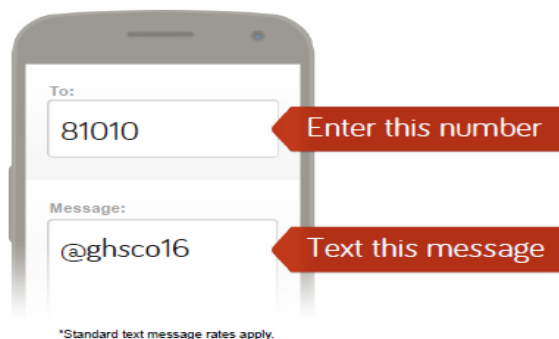 To:
81010
Enter this number
Message:
@ghsco16
Text this message
*Standard text message rates apply.